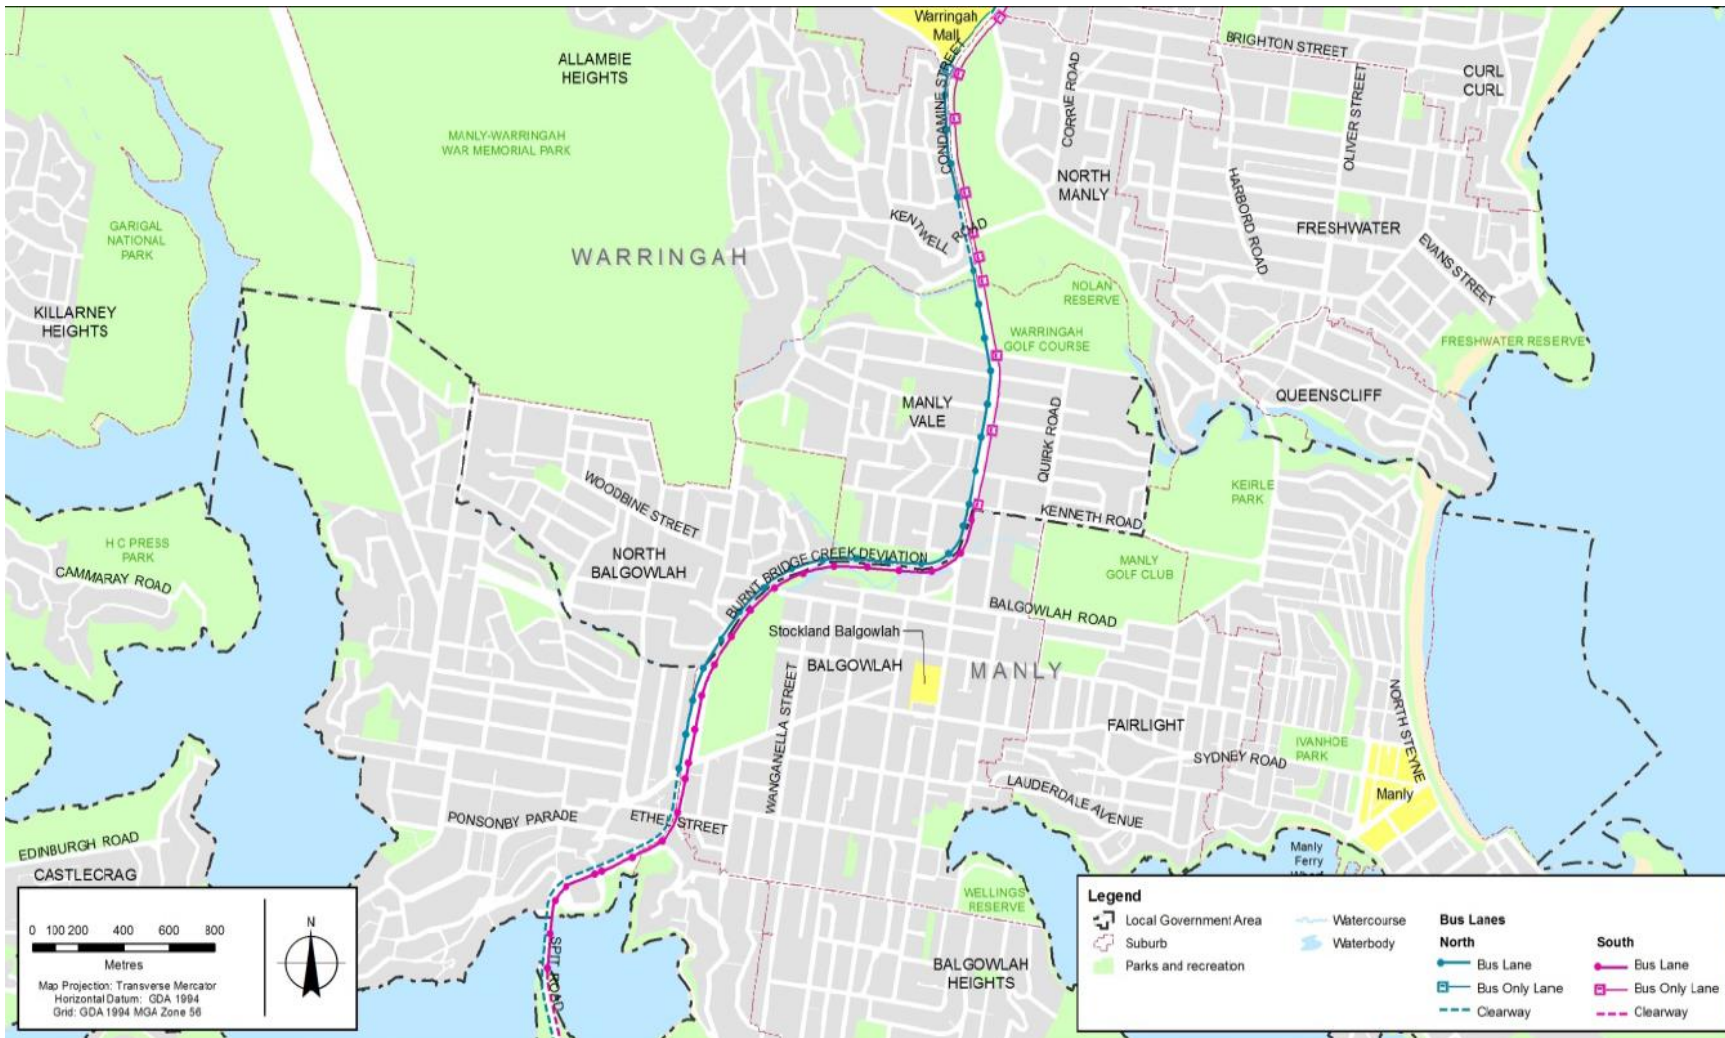 Warringah
Mall
BRIGHTON STREET
ALLAMBIE
HEIGHTS
CURL
CURL
CONDAMINE STREET
CORRIE ROAD
OLIVER STREET
MANLY-WARRINGAH
WAR MEMORIAL PARK
NORTH
MANLY
HARBORD ROAD
GARIGAL
NATIONAL
PARK
KENTWELL
ROAD
FRESHWATER
EVANS STREET
WARRINGAH
NOLAN
RESERVE
KILLARNEY
HEIGHTS
WARRINGAH
GOLF COURSE
FRESHWATER RESERVE
MANLY
VALE
QUEENSCLIFF
QUIRK ROAD
WOODBINE STREET
KEIRLE
PARK
KENNETH ROAD
H C PRESS
PARK
CAMMARAY ROAD
NORTH
BALGOWLAH
BURNT BRIDGE CREEK DEVIATION
MANLY
GOLF CLUB
BALGOWLAH ROAD
Stockland Balgowlah
BALGOWLAH
MANLY
WANGANELLA STREET
NORTH STEYNE
FAIRLIGHT
IVANHOE
PARK
SYDNEY ROAD
LAUDERDALE AVENUE
Manly
PONSONBY PARADE
ETHEL STREET
EDINBURGH ROAD
CASTLECRAG
Manly
Ferry
WELLINGS
RESERVE
SPIT ROAD
BALGOWLAH
HEIGHTS
0 100 200 400 600 800
Metres
Map Projection: Transverse Mercator
Horizontal Datum: GDA 1994
Grid: GDA 1994 MGA Zone 56
N
Legend
Local Government Area
Suburb
Parks and recreation
Watercourse
Waterbody
Bus Lanes
North
Bus Lane
Bus Only Lane
Clearway
South
Bus Lane
Bus Only Lane
Clearway